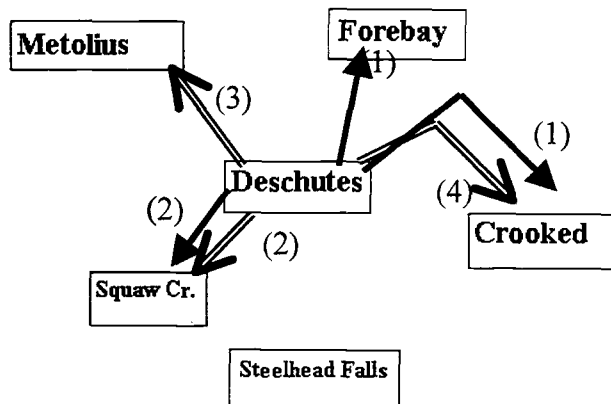 Metolius
Forebay
(1)
(3)
(1)
Deschutes
(4)
(2)
(2)
Crooked
Squaw Cr.
Steelhead Falls